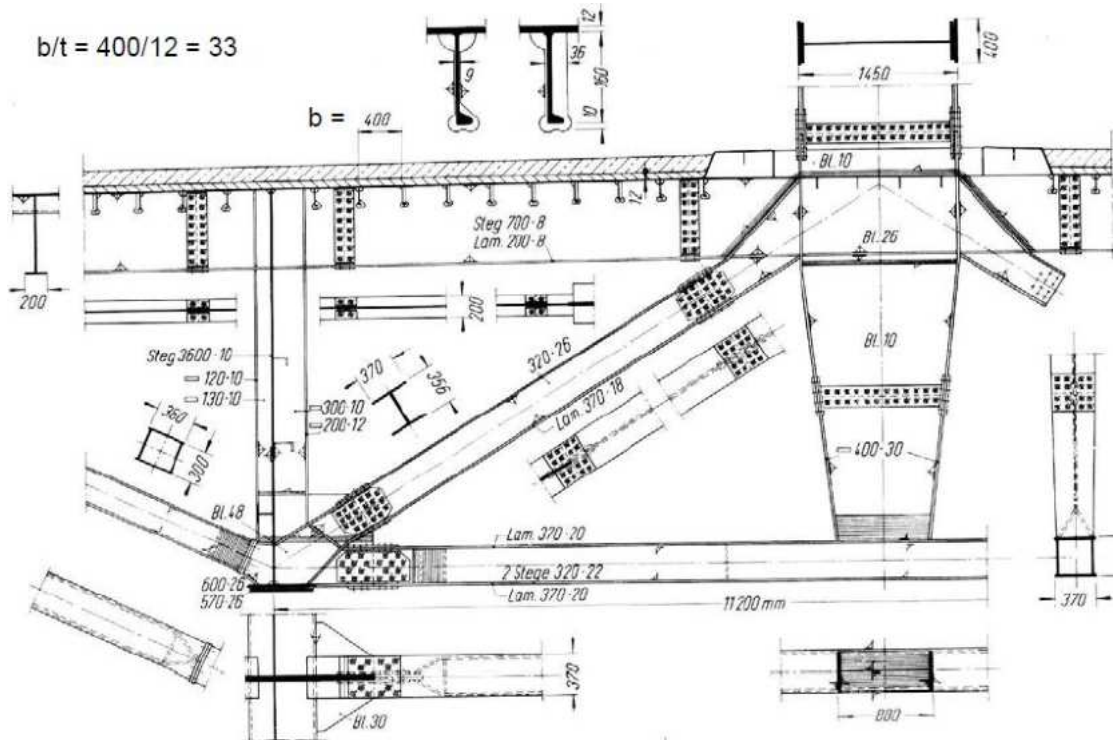 b/t = 400/12 = 33
12
9
36
160
10
400
1450
b =
400
Bl.10
12
Steg 700·8
Lam. 200·8
Bl.26
200
200
Steg 3600·10
120·10
130·10
370
356
320·26
Bl.10
300·10
200·12
Lam. 370·18
360
300
400·30
Bl.48
Lam. 370·20
2 Stege 320·22
600·26
570·26
Lam. 370·20
11200 mm
370
370
Bl.30
880